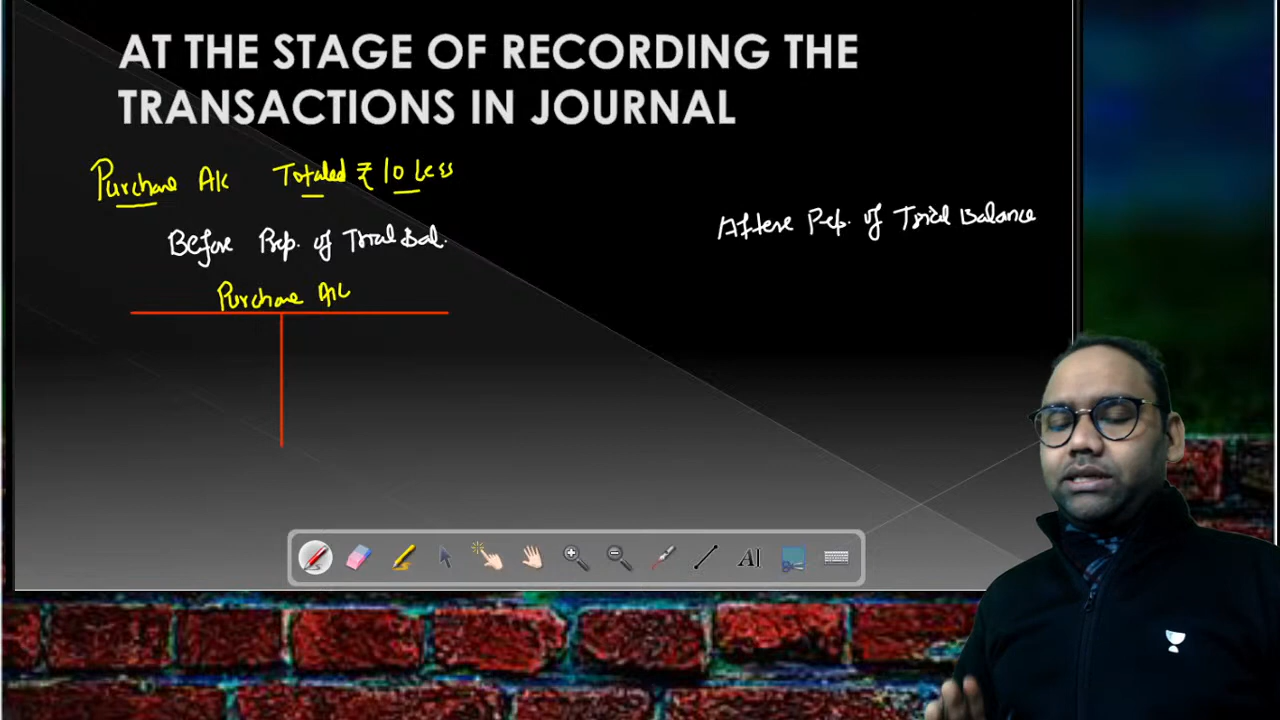 AT THE STAGE OF RECORDING THE
TRANSACTIONS IN JOURNAL
Purchase A/c Totaled ₹ 10 Less
Before Prep. of Trial Bal.
After Prep. of Trial Balance
Purchase A/c
AI